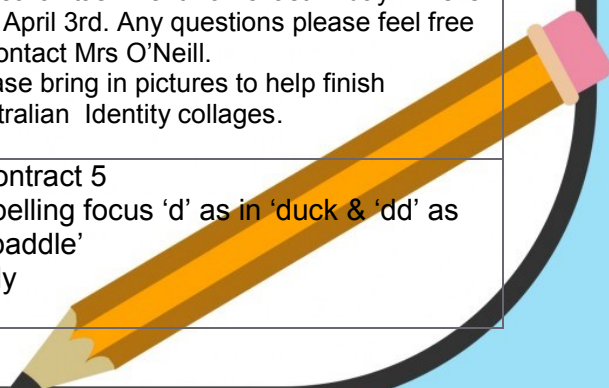 April 3rd. Any questions please feel free
ontact Mrs O’Neill.
ase bring in pictures to help finish
tralian  Identity collages.
ontract 5
pelling focus ‘d’ as in ‘duck & ‘dd’ as
paddle’
ly